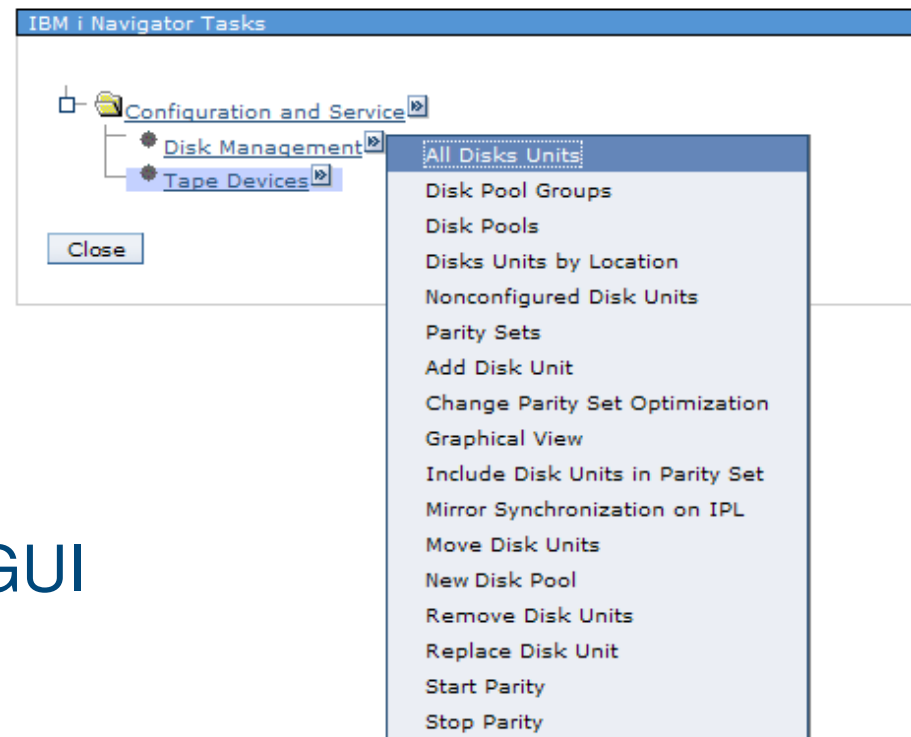 IBM i Navigator Tasks
Configuration and Service
Disk Management
Tape Devices
Close
All Disks Units
Disk Pool Groups
Disk Pools
Disks Units by Location
Nonconfigured Disk Units
Parity Sets
Add Disk Unit
Change Parity Set Optimization
Graphical View
Include Disk Units in Parity Set
Mirror Synchronization on IPL
Move Disk Units
New Disk Pool
Remove Disk Units
Replace Disk Unit
Start Parity
Stop Parity
GUI